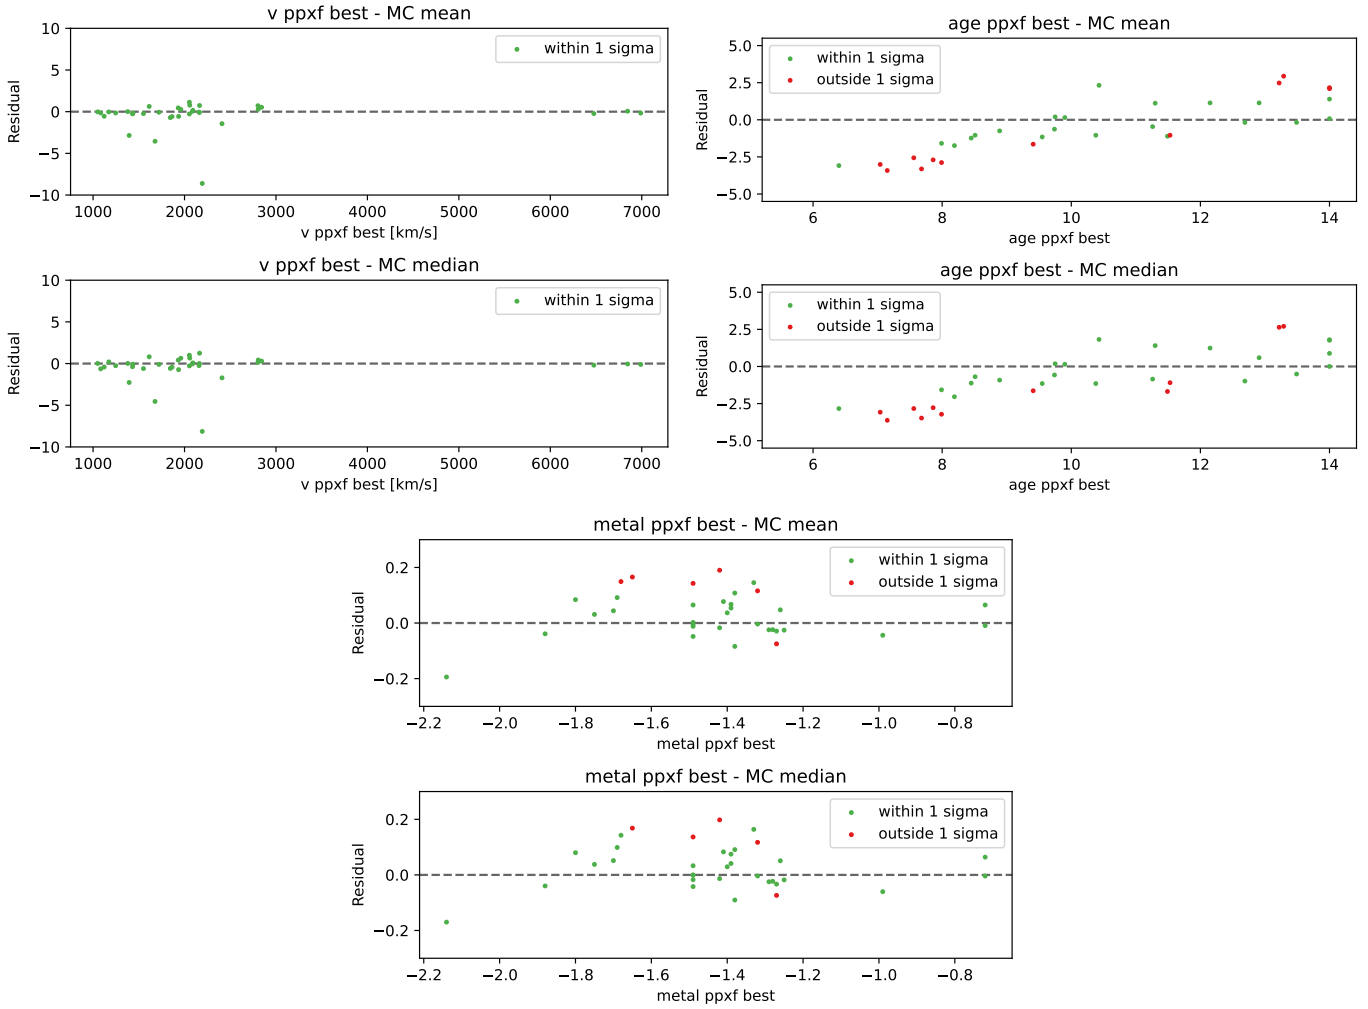 v ppxf best - MC mean
10
5
0
−5
−10
Residual
within 1 sigma
1000 2000 3000 4000 5000 6000 7000
v ppxf best [km/s]
age ppxf best - MC mean
5.0
2.5
0.0
−2.5
−5.0
Residual
within 1 sigma
outside 1 sigma
6 8 10 12 14
age ppxf best
v ppxf best - MC median
10
5
0
−5
−10
Residual
within 1 sigma
1000 2000 3000 4000 5000 6000 7000
v ppxf best [km/s]
age ppxf best - MC median
5.0
2.5
0.0
−2.5
−5.0
Residual
within 1 sigma
outside 1 sigma
6 8 10 12 14
age ppxf best
metal ppxf best - MC mean
0.2
0.0
−0.2
Residual
within 1 sigma
outside 1 sigma
−2.2 −2.0 −1.8 −1.6 −1.4 −1.2 −1.0 −0.8
metal ppxf best
metal ppxf best - MC median
0.2
0.0
−0.2
Residual
within 1 sigma
outside 1 sigma
−2.2 −2.0 −1.8 −1.6 −1.4 −1.2 −1.0 −0.8
metal ppxf best